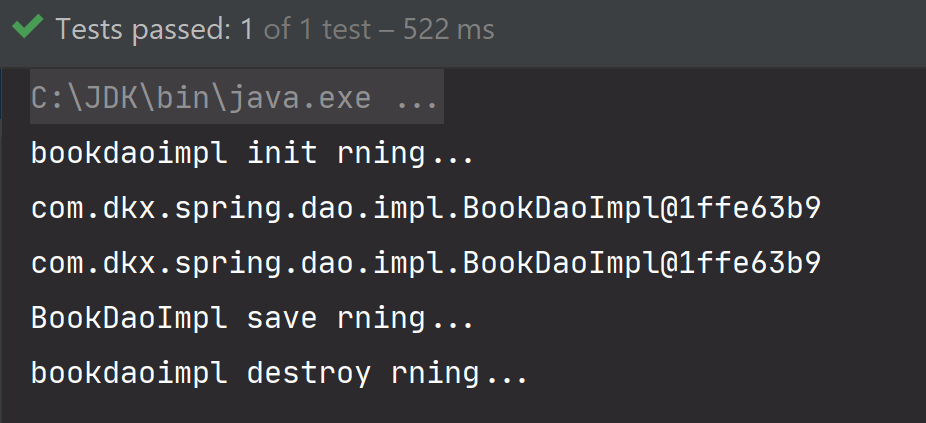 Tests passed: 1 of 1 test – 522 ms
C:\JDK\bin\java.exe ...
bookdaoimpl init rning...
com.dkx.spring.dao.impl.BookDaoImpl@1ffe63b9
com.dkx.spring.dao.impl.BookDaoImpl@1ffe63b9
BookDaoImpl save rning...
bookdaoimpl destroy rning...